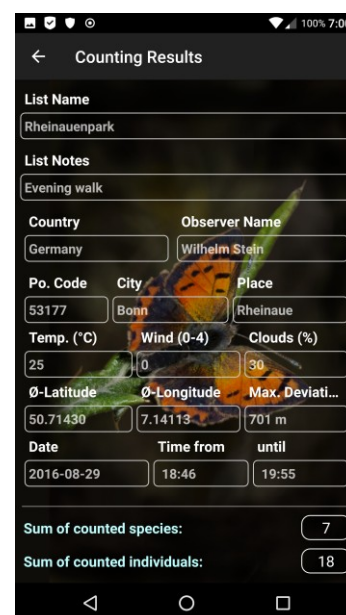 100% 7:0
Counting Results
List Name
Rheinauenpark
List Notes
Evening walk
Country Observer Name
Germany Wilhelm Stein
Po. Code City Place
53177 Bonn Rheinaue
Temp. (°C) Wind (0-4) Clouds (%)
25 0 30
Ø-Latitude Ø-Longitude Max. Deviati...
50.71430 7.14113 701 m
Date Time from until
2016-08-29 18:46 19:55
Sum of counted species: 7
Sum of counted individuals: 18